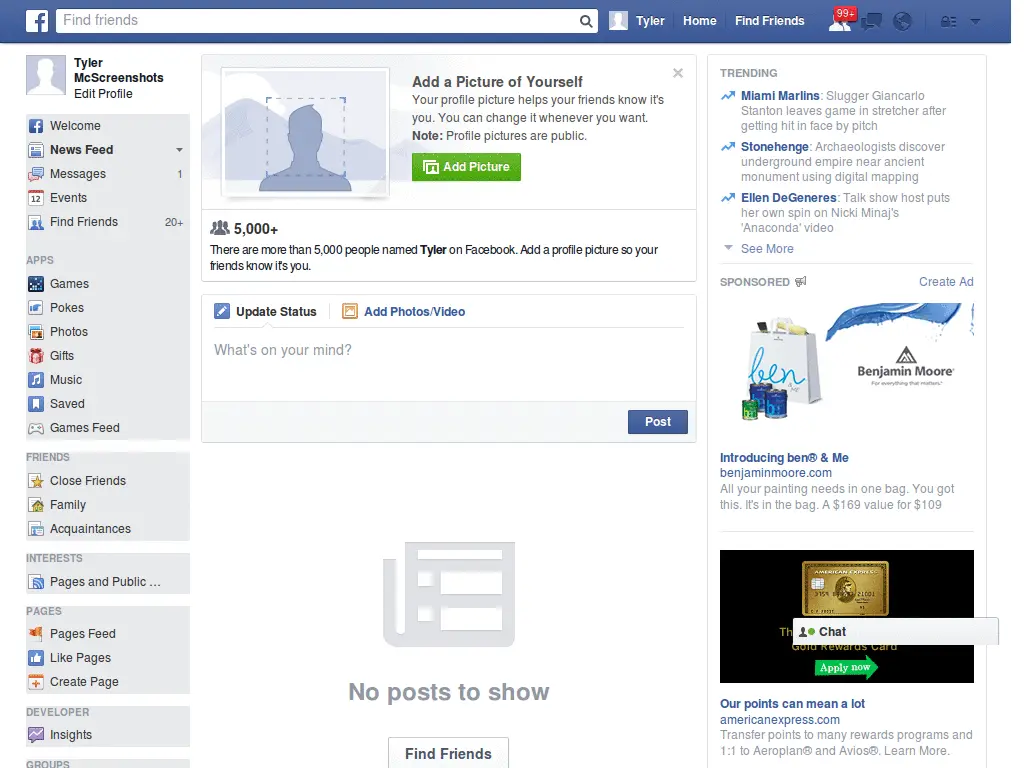 Find friends
Tyler
Home
Find Friends
99+
Tyler
McScreenshots
Edit Profile
Welcome
News Feed
Messages 1
12 Events
Find Friends 20+
APPS
Games
Pokes
Photos
Gifts
Music
Saved
Games Feed
FRIENDS
Close Friends
Family
Acquaintances
INTERESTS
Pages and Public ...
PAGES
Pages Feed
Like Pages
Create Page
DEVELOPER
Insights
GROUPS
Add a Picture of Yourself
Your profile picture helps your friends know it's
you. You can change it whenever you want.
Note: Profile pictures are public.
Add Picture
5,000+
There are more than 5,000 people named Tyler on Facebook. Add a profile picture so your
friends know it's you.
Update Status
Add Photos/Video
What's on your mind?
Post
No posts to show
Find Friends
TRENDING
Miami Marlins: Slugger Giancarlo
Stanton leaves game in stretcher after
getting hit in face by pitch
Stonehenge: Archaeologists discover
underground empire near ancient
monument using digital mapping
Ellen DeGeneres: Talk show host puts
her own spin on Nicki Minaj's
'Anaconda' video
See More
SPONSORED
Create Ad
ben
Benjamin Moore
For everything that matters.
Introducing ben® & Me
benjaminmoore.com
All your painting needs in one bag. You got
this. It's in the bag. A $169 value for $109
AMERICAN EXPRESS
Th
Chat
Gold Rewards Card
Apply now
Our points can mean a lot
americanexpress.com
Transfer points to many rewards programs and
1:1 to Aeroplan® and Avios®. Learn More.